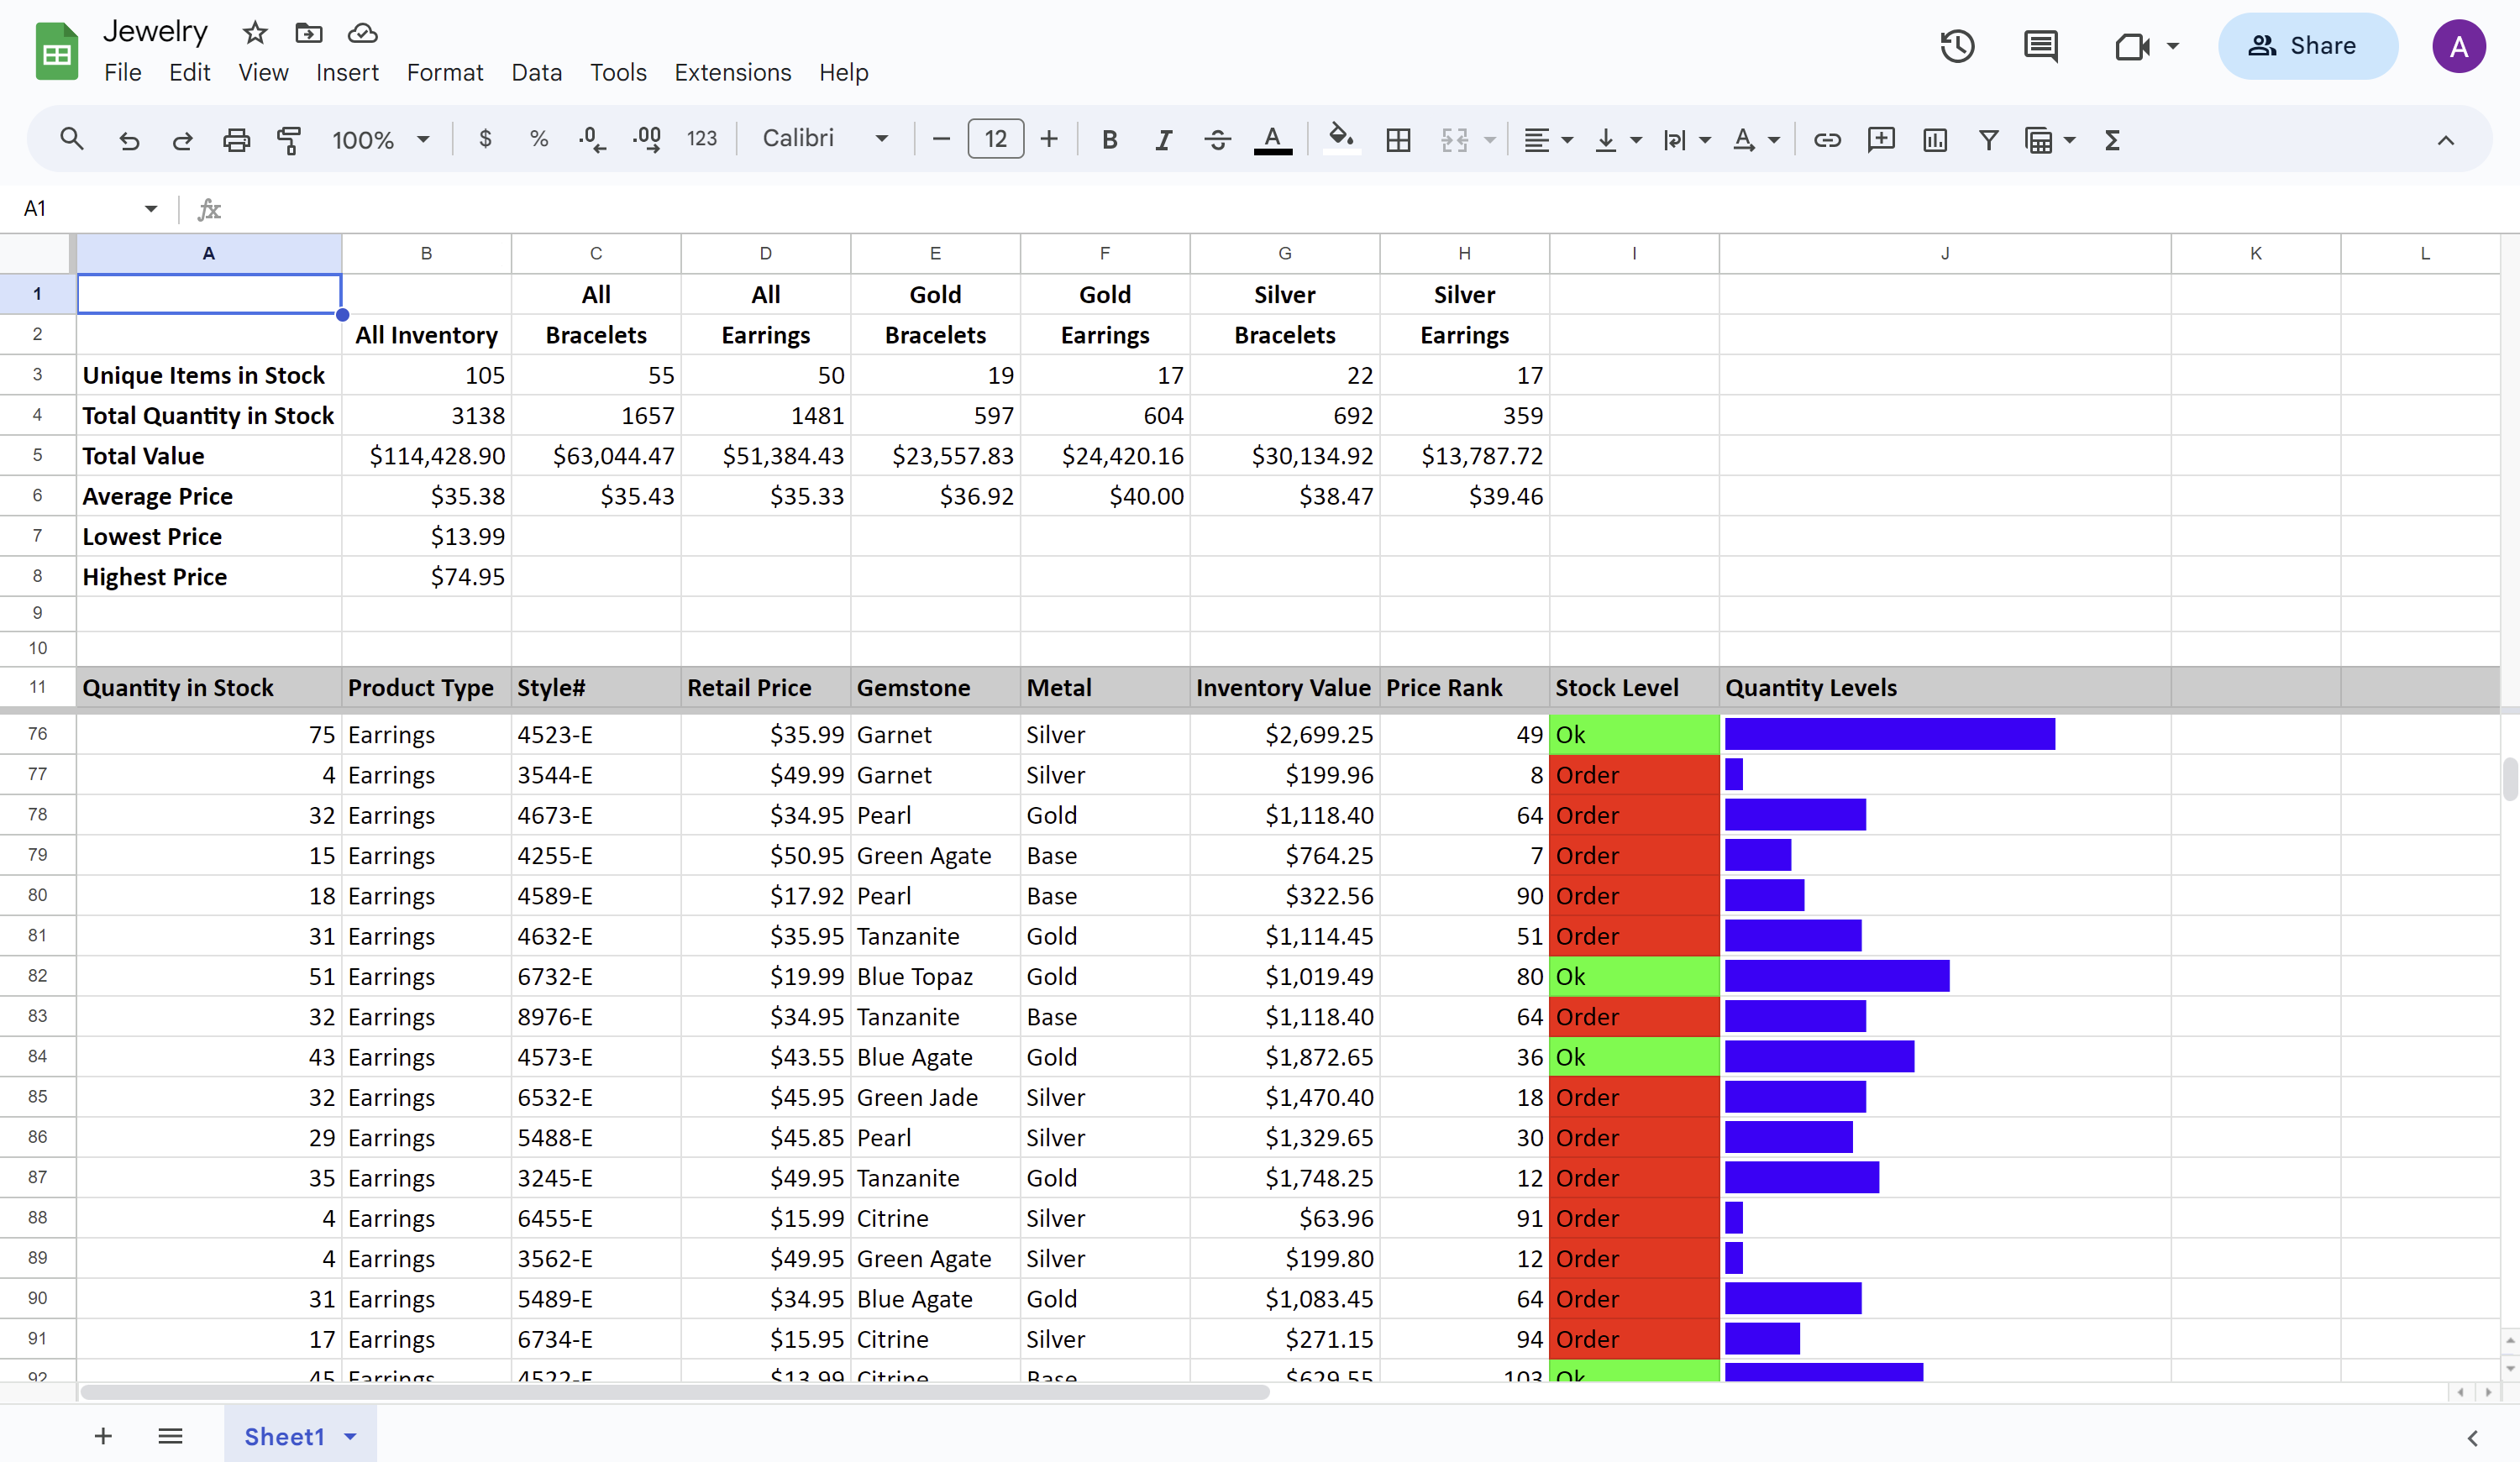 Jewelry
File Edit View Insert Format Data Tools Extensions Help
Share
A
100% $ % .0 .00 123 Calibri 12 B I A A Σ
A1 fx
A B C D E F G H I J K L
1 All All Gold Gold Silver Silver
2 All Inventory Bracelets Earrings Bracelets Earrings Bracelets Earrings
3 Unique Items in Stock 105 55 50 19 17 22 17
4 Total Quantity in Stock 3138 1657 1481 597 604 692 359
5 Total Value $114,428.90 $63,044.47 $51,384.43 $23,557.83 $24,420.16 $30,134.92 $13,787.72
6 Average Price $35.38 $35.43 $35.33 $36.92 $40.00 $38.47 $39.46
7 Lowest Price $13.99
8 Highest Price $74.95
9
10
11 Quantity in Stock Product Type Style# Retail Price Gemstone Metal Inventory Value Price Rank Stock Level Quantity Levels
76 75 Earrings 4523-E $35.99 Garnet Silver $2,699.25 49 Ok
77 4 Earrings 3544-E $49.99 Garnet Silver $199.96 8 Order
78 32 Earrings 4673-E $34.95 Pearl Gold $1,118.40 64 Order
79 15 Earrings 4255-E $50.95 Green Agate Base $764.25 7 Order
80 18 Earrings 4589-E $17.92 Pearl Base $322.56 90 Order
81 31 Earrings 4632-E $35.95 Tanzanite Gold $1,114.45 51 Order
82 51 Earrings 6732-E $19.99 Blue Topaz Gold $1,019.49 80 Ok
83 32 Earrings 8976-E $34.95 Tanzanite Base $1,118.40 64 Order
84 43 Earrings 4573-E $43.55 Blue Agate Gold $1,872.65 36 Ok
85 32 Earrings 6532-E $45.95 Green Jade Silver $1,470.40 18 Order
86 29 Earrings 5488-E $45.85 Pearl Silver $1,329.65 30 Order
87 35 Earrings 3245-E $49.95 Tanzanite Gold $1,748.25 12 Order
88 4 Earrings 6455-E $15.99 Citrine Silver $63.96 91 Order
89 4 Earrings 3562-E $49.95 Green Agate Silver $199.80 12 Order
90 31 Earrings 5489-E $34.95 Blue Agate Gold $1,083.45 64 Order
91 17 Earrings 6734-E $15.95 Citrine Silver $271.15 94 Order
92 45 Earrings 4522-E $13.99 Citrine Base $629.55 103 Ok
Sheet1